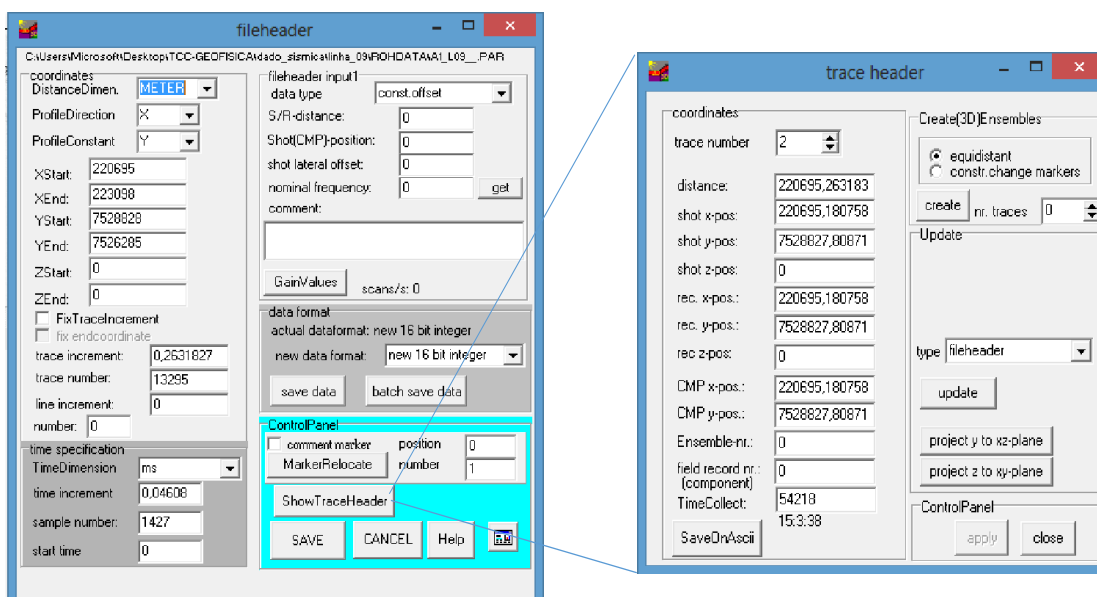 fileheader
C:\Users\Microsoft\Desktop\TCC-GEOFISICA\dado_sismica\linha_09\ROHDATA\A1_L09__.PAR
coordinates
DistanceDimen. METER
ProfileDirection X
ProfileConstant Y
XStart: 220695
XEnd: 223098
YStart: 7528828
YEnd: 7526285
ZStart: 0
ZEnd: 0
FixTraceIncrement
fix endcoordinate
trace increment: 0,2631827
trace number: 13295
line increment: 0
number: 0
time specification
TimeDimension ms
time increment 0,04608
sample number: 1427
start time 0
fileheader input1
data type const.offset
S/R-distance: 0
Shot(CMP)-position: 0
shot lateral offset: 0
nominal frequency: 0 get
comment:
GainValues scans/s: 0
data format
actual dataformat: new 16 bit integer
new data format: new 16 bit integer
save data batch save data
ControlPanel
comment marker position 0
MarkerRelocate number 1
ShowTraceHeader
SAVE CANCEL Help
trace header
coordinates
trace number 2
distance: 220695,263183
shot x-pos: 220695,180758
shot y-pos: 7528827,80871
shot z-pos: 0
rec. x-pos.: 220695,180758
rec. y-pos.: 7528827,80871
rec z-pos: 0
CMP x-pos.: 220695,180758
CMP y-pos.: 7528827,80871
Ensemble-nr.: 0
field record nr.: 0
(component)
TimeCollect: 54218
15:3:38
SaveOnAscii
Create(3D)Ensembles
equidistant
constr.change markers
create nr. traces 0
Update
type fileheader
update
project y to xz-plane
project z to xy-plane
ControlPanel
apply close